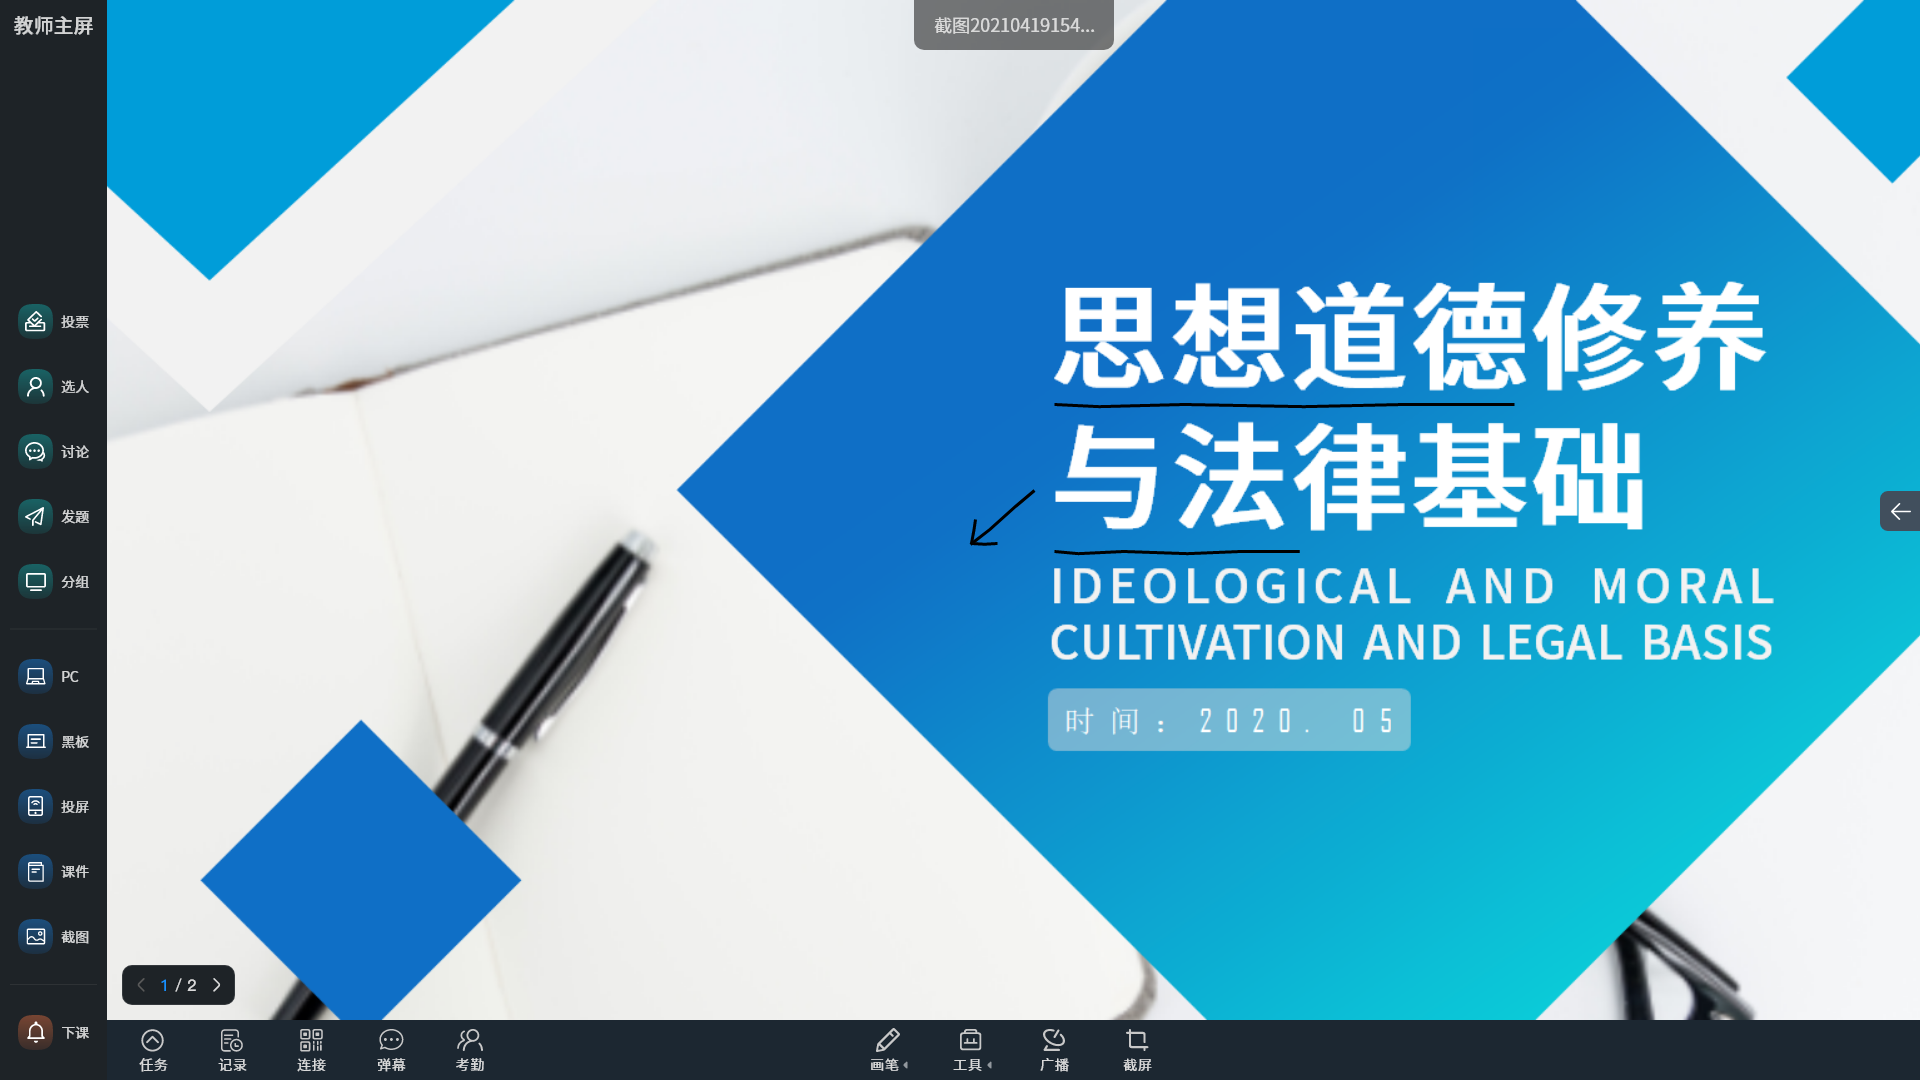 教师主屏
截图20210419154...
投票
选人
讨论
发题
分组
PC
黑板
投屏
课件
截图
下课
思想道德修养
与法律基础
IDEOLOGICAL AND MORAL
CULTIVATION AND LEGAL BASIS
时间：2020. 05
1 / 2
任务
记录
连接
弹幕
考勤
画笔
工具
广播
截屏